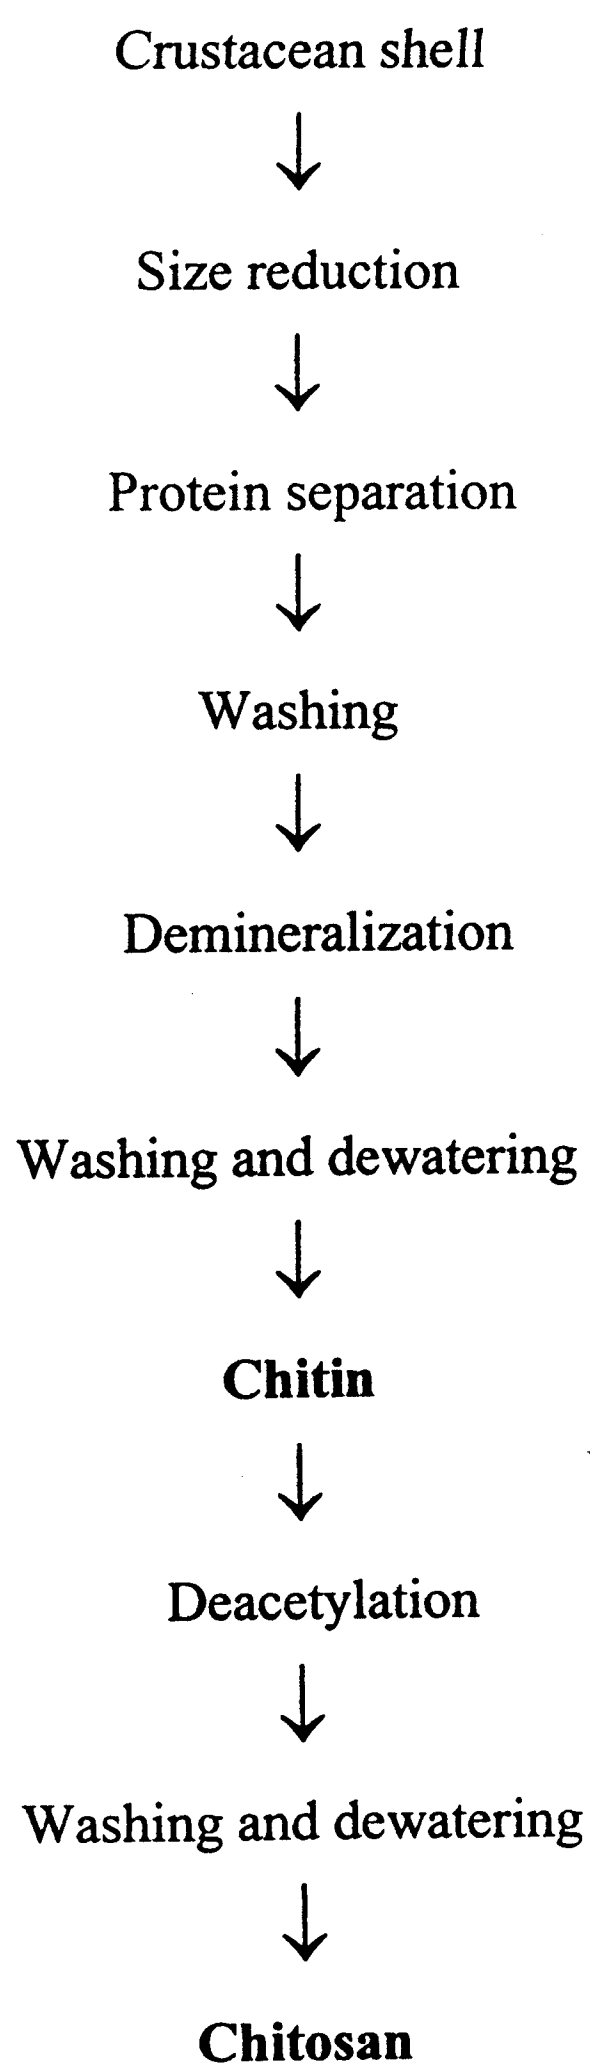 Crustacean shell
Size reduction
Protein separation
Washing
Demineralization
Washing and dewatering
Chitin
Deacetylation
Washing and dewatering
Chitosan